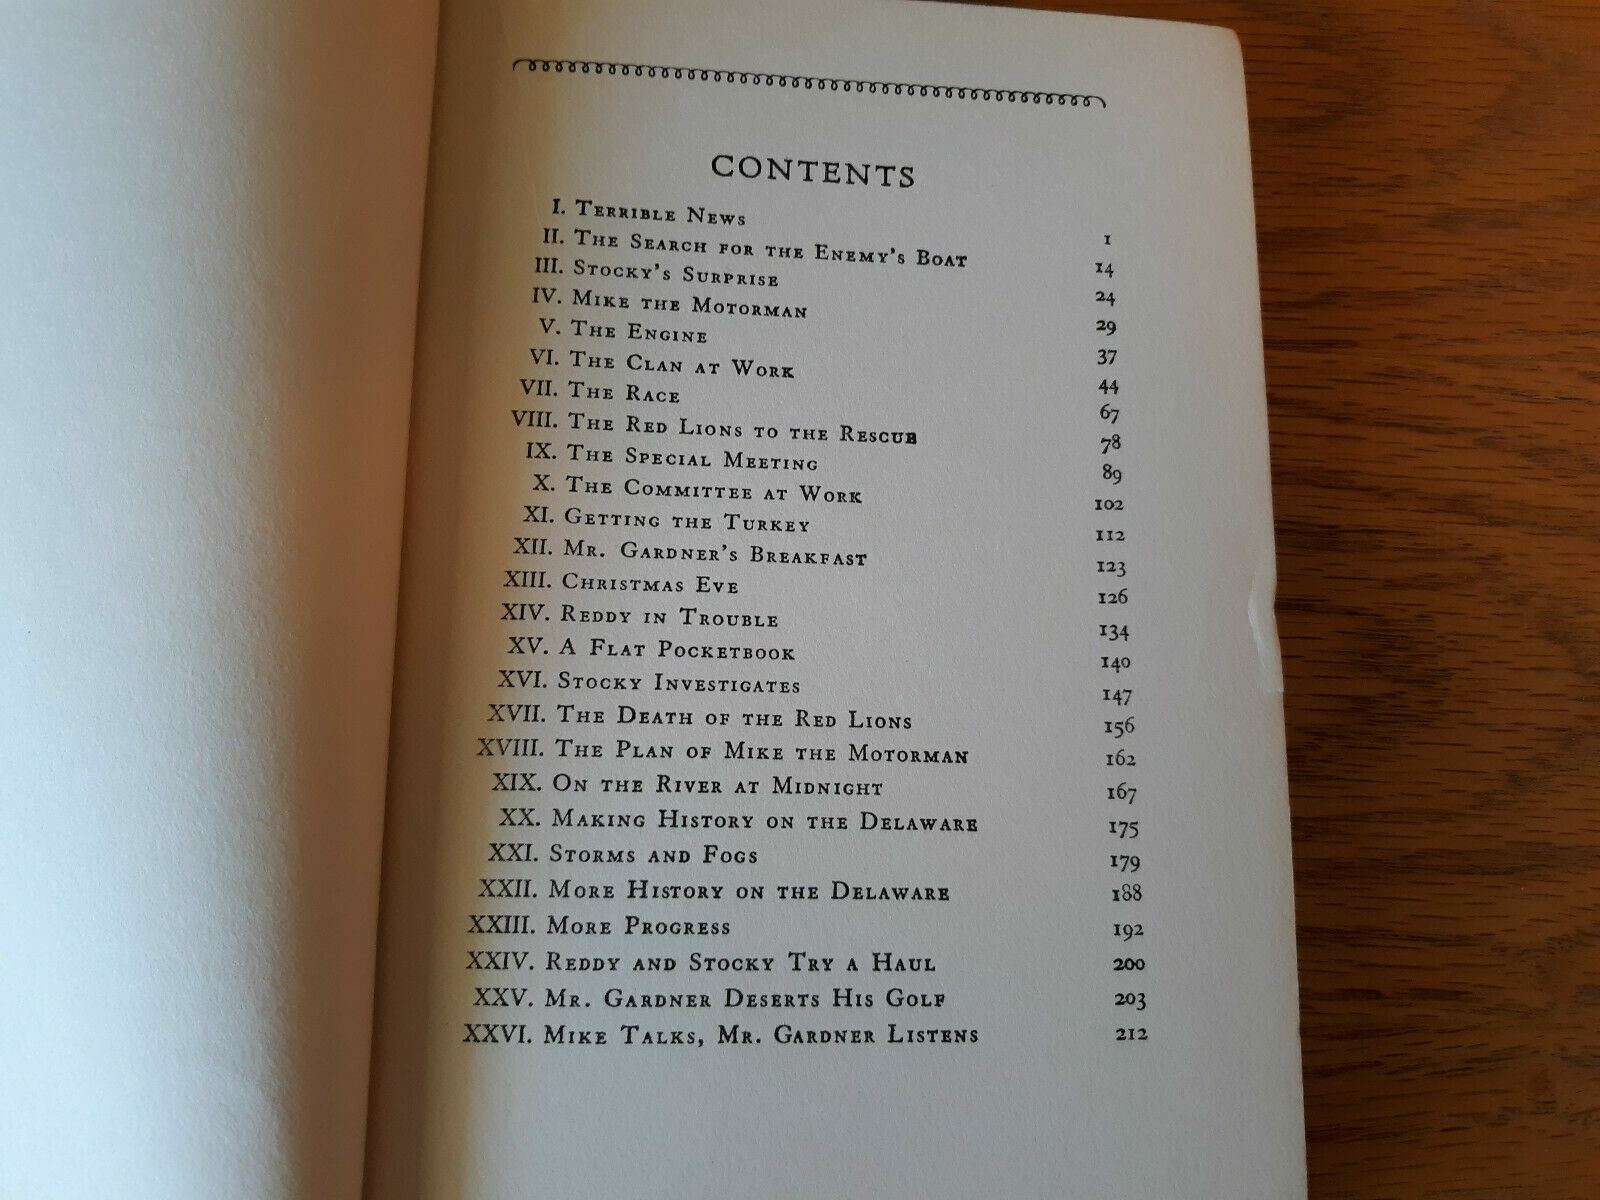 CONTENTS
I. Terrible News 1
II. The Search for the Enemy's Boat 14
III. Stocky's Surprise 24
IV. Mike the Motorman 29
V. The Engine 37
VI. The Clan at Work 44
VII. The Race 67
VIII. The Red Lions to the Rescue 78
IX. The Special Meeting 89
X. The Committee at Work 102
XI. Getting the Turkey 112
XII. Mr. Gardner's Breakfast 123
XIII. Christmas Eve 126
XIV. Reddy in Trouble 134
XV. A Flat Pocketbook 140
XVI. Stocky Investigates 147
XVII. The Death of the Red Lions 156
XVIII. The Plan of Mike the Motorman 162
XIX. On the River at Midnight 167
XX. Making History on the Delaware 175
XXI. Storms and Fogs 179
XXII. More History on the Delaware 188
XXIII. More Progress 192
XXIV. Reddy and Stocky Try a Haul 200
XXV. Mr. Gardner Deserts His Golf 203
XXVI. Mike Talks, Mr. Gardner Listens 212